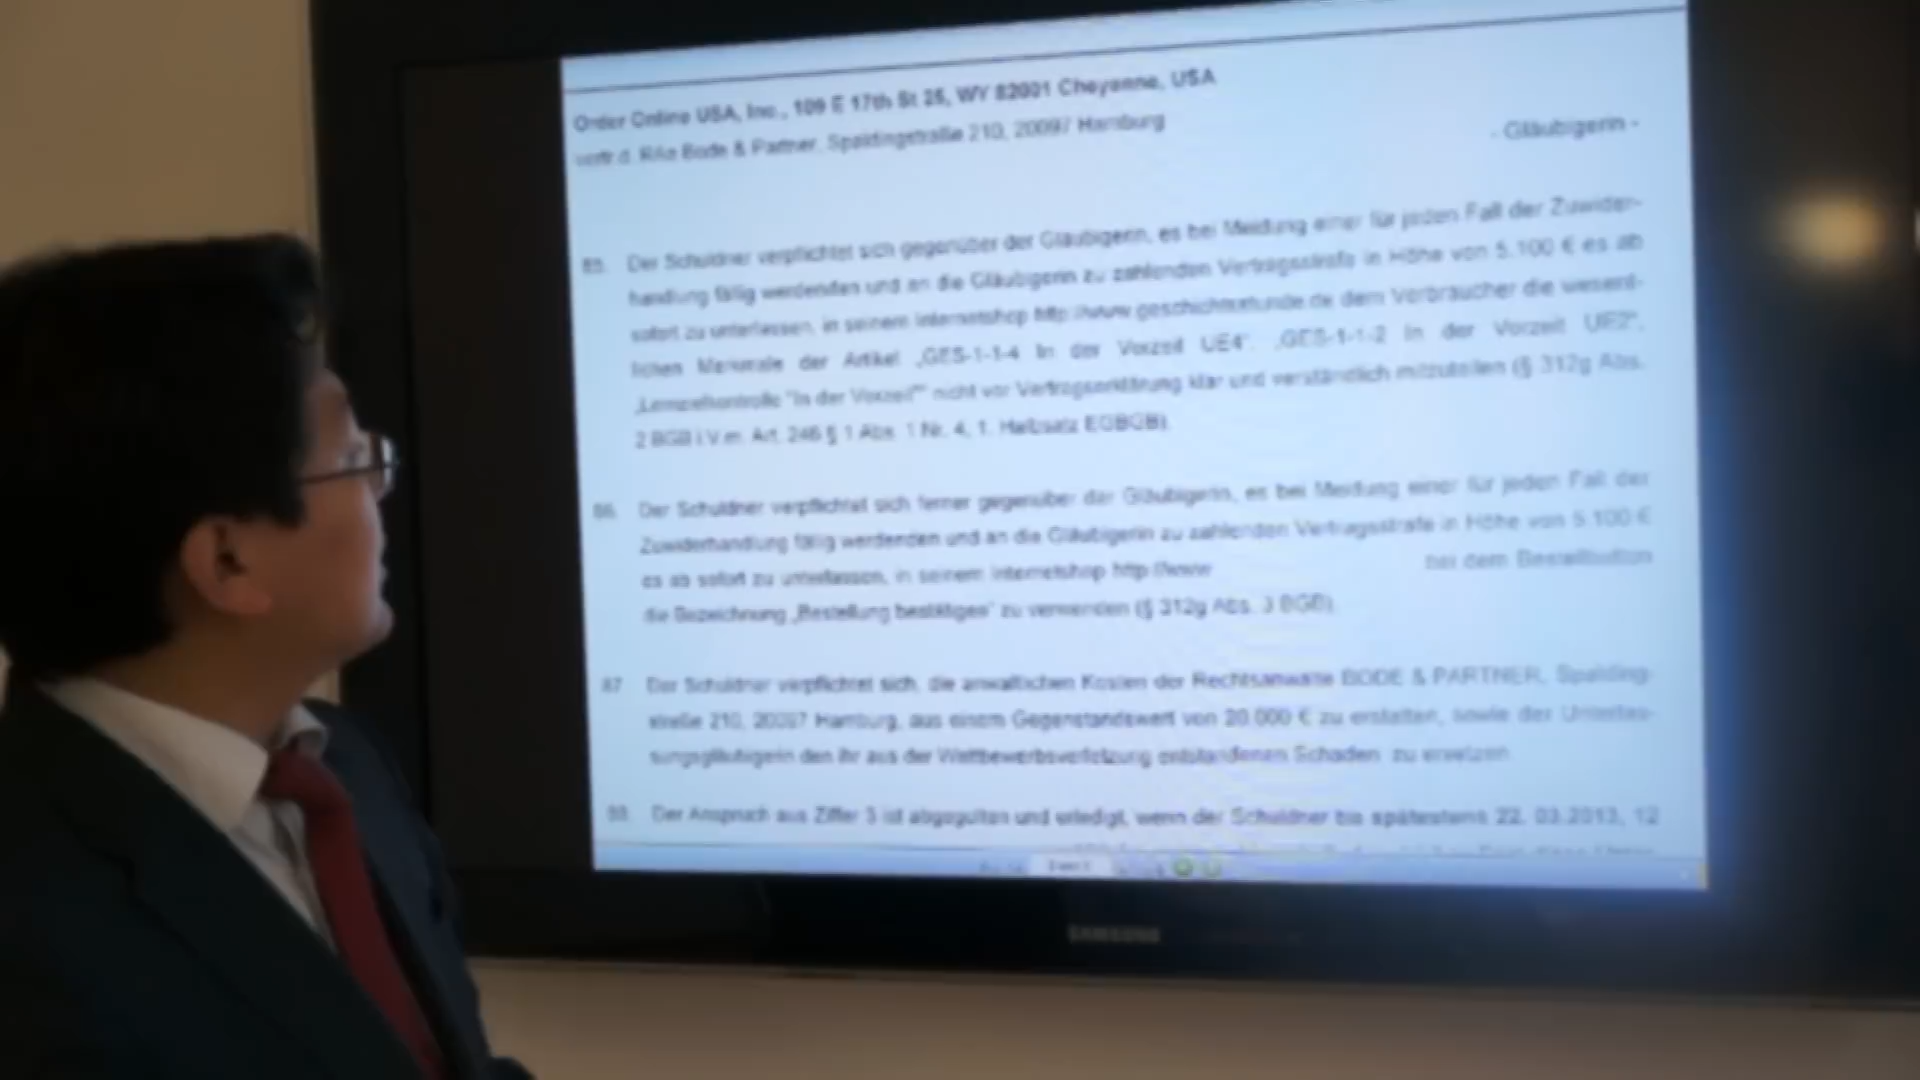 Order Online USA, Inc., 109 E 17th St 25, WY 82001 Cheyenne, USA
vertr.d. RAe Bode & Partner, Spaldingstraße 210, 20097 Hamburg
- Gläubigerin -
85. Der Schuldner verpflichtet sich gegenüber der Gläubigerin, es bei Meidung einer für jeden Fall der Zuwider-
handlung fällig werdenden und an die Gläubigerin zu zahlenden Vertragsstrafe in Höhe von 5.100 € es ab
sofort zu unterlassen, in seinem Internetshop http://www.geschichtsstunde.de dem Verbraucher die wesent-
lichen Merkmale der Artikel „GES-1-1-4 In der Vorzeit UE4", „GES-1-1-2 In der Vorzeit UE2",
„Lernzielkontrolle "In der Vorzeit"" nicht vor Vertragserklärung klar und verständlich mitzuteilen (§ 312g Abs.
2 BGB i.V.m. Art. 246 § 1 Abs. 1 Nr. 4, 1. Halbsatz EGBGB).
86. Der Schuldner verpflichtet sich ferner gegenüber der Gläubigerin, es bei Meidung einer für jeden Fall der
Zuwiderhandlung fällig werdenden und an die Gläubigerin zu zahlenden Vertragsstrafe in Höhe von 5.100 €
es ab sofort zu unterlassen, in seinem Internetshop http://www bei dem Bestellbutton
die Bezeichnung „Bestellung bestätigen" zu verwenden (§ 312g Abs. 3 BGB).
87. Der Schuldner verpflichtet sich, die anwaltlichen Kosten der Rechtsanwälte BODE & PARTNER, Spalding-
straße 210, 20097 Hamburg, aus einem Gegenstandswert von 20.000 € zu erstatten, sowie der Unterlas-
sungsgläubigerin den ihr aus der Wettbewerbsverletzung entstandenen Schaden zu ersetzen.
88. Der Anspruch aus Ziffer 3 ist abgegolten und erledigt, wenn der Schuldner bis spätestens 22. 03.2013, 12
SAMSUNG